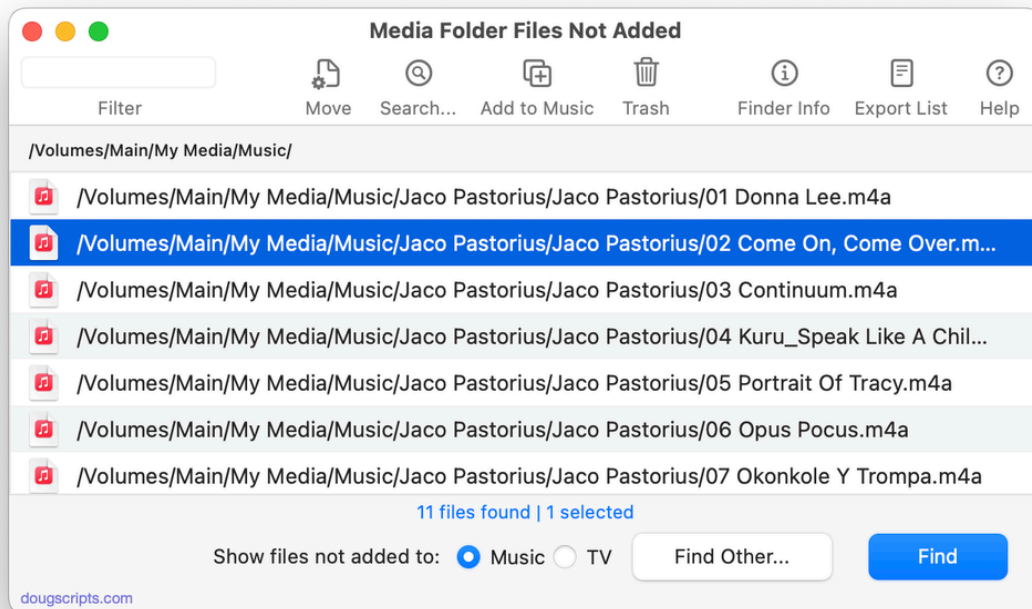 Media Folder Files Not Added
Filter Move Search... Add to Music Trash Finder Info Export List Help
/Volumes/Main/My Media/Music/
/Volumes/Main/My Media/Music/Jaco Pastorius/Jaco Pastorius/01 Donna Lee.m4a
/Volumes/Main/My Media/Music/Jaco Pastorius/Jaco Pastorius/02 Come On, Come Over.m...
/Volumes/Main/My Media/Music/Jaco Pastorius/Jaco Pastorius/03 Continuum.m4a
/Volumes/Main/My Media/Music/Jaco Pastorius/Jaco Pastorius/04 Kuru_Speak Like A Chil...
/Volumes/Main/My Media/Music/Jaco Pastorius/Jaco Pastorius/05 Portrait Of Tracy.m4a
/Volumes/Main/My Media/Music/Jaco Pastorius/Jaco Pastorius/06 Opus Pocus.m4a
/Volumes/Main/My Media/Music/Jaco Pastorius/Jaco Pastorius/07 Okonkole Y Trompa.m4a
11 files found | 1 selected
Show files not added to: Music TV Find Other... Find
dougscripts.com